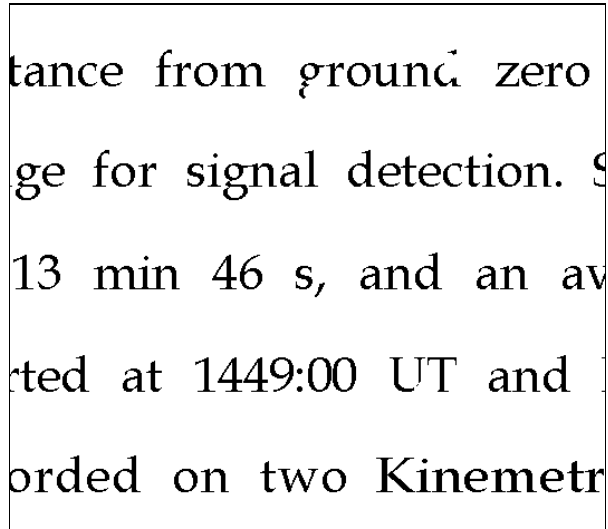 tance from ground zero
ge for signal detection. S
13 min 46 s, and an av
rted at 1449:00 UT and
orded on two Kinemetr